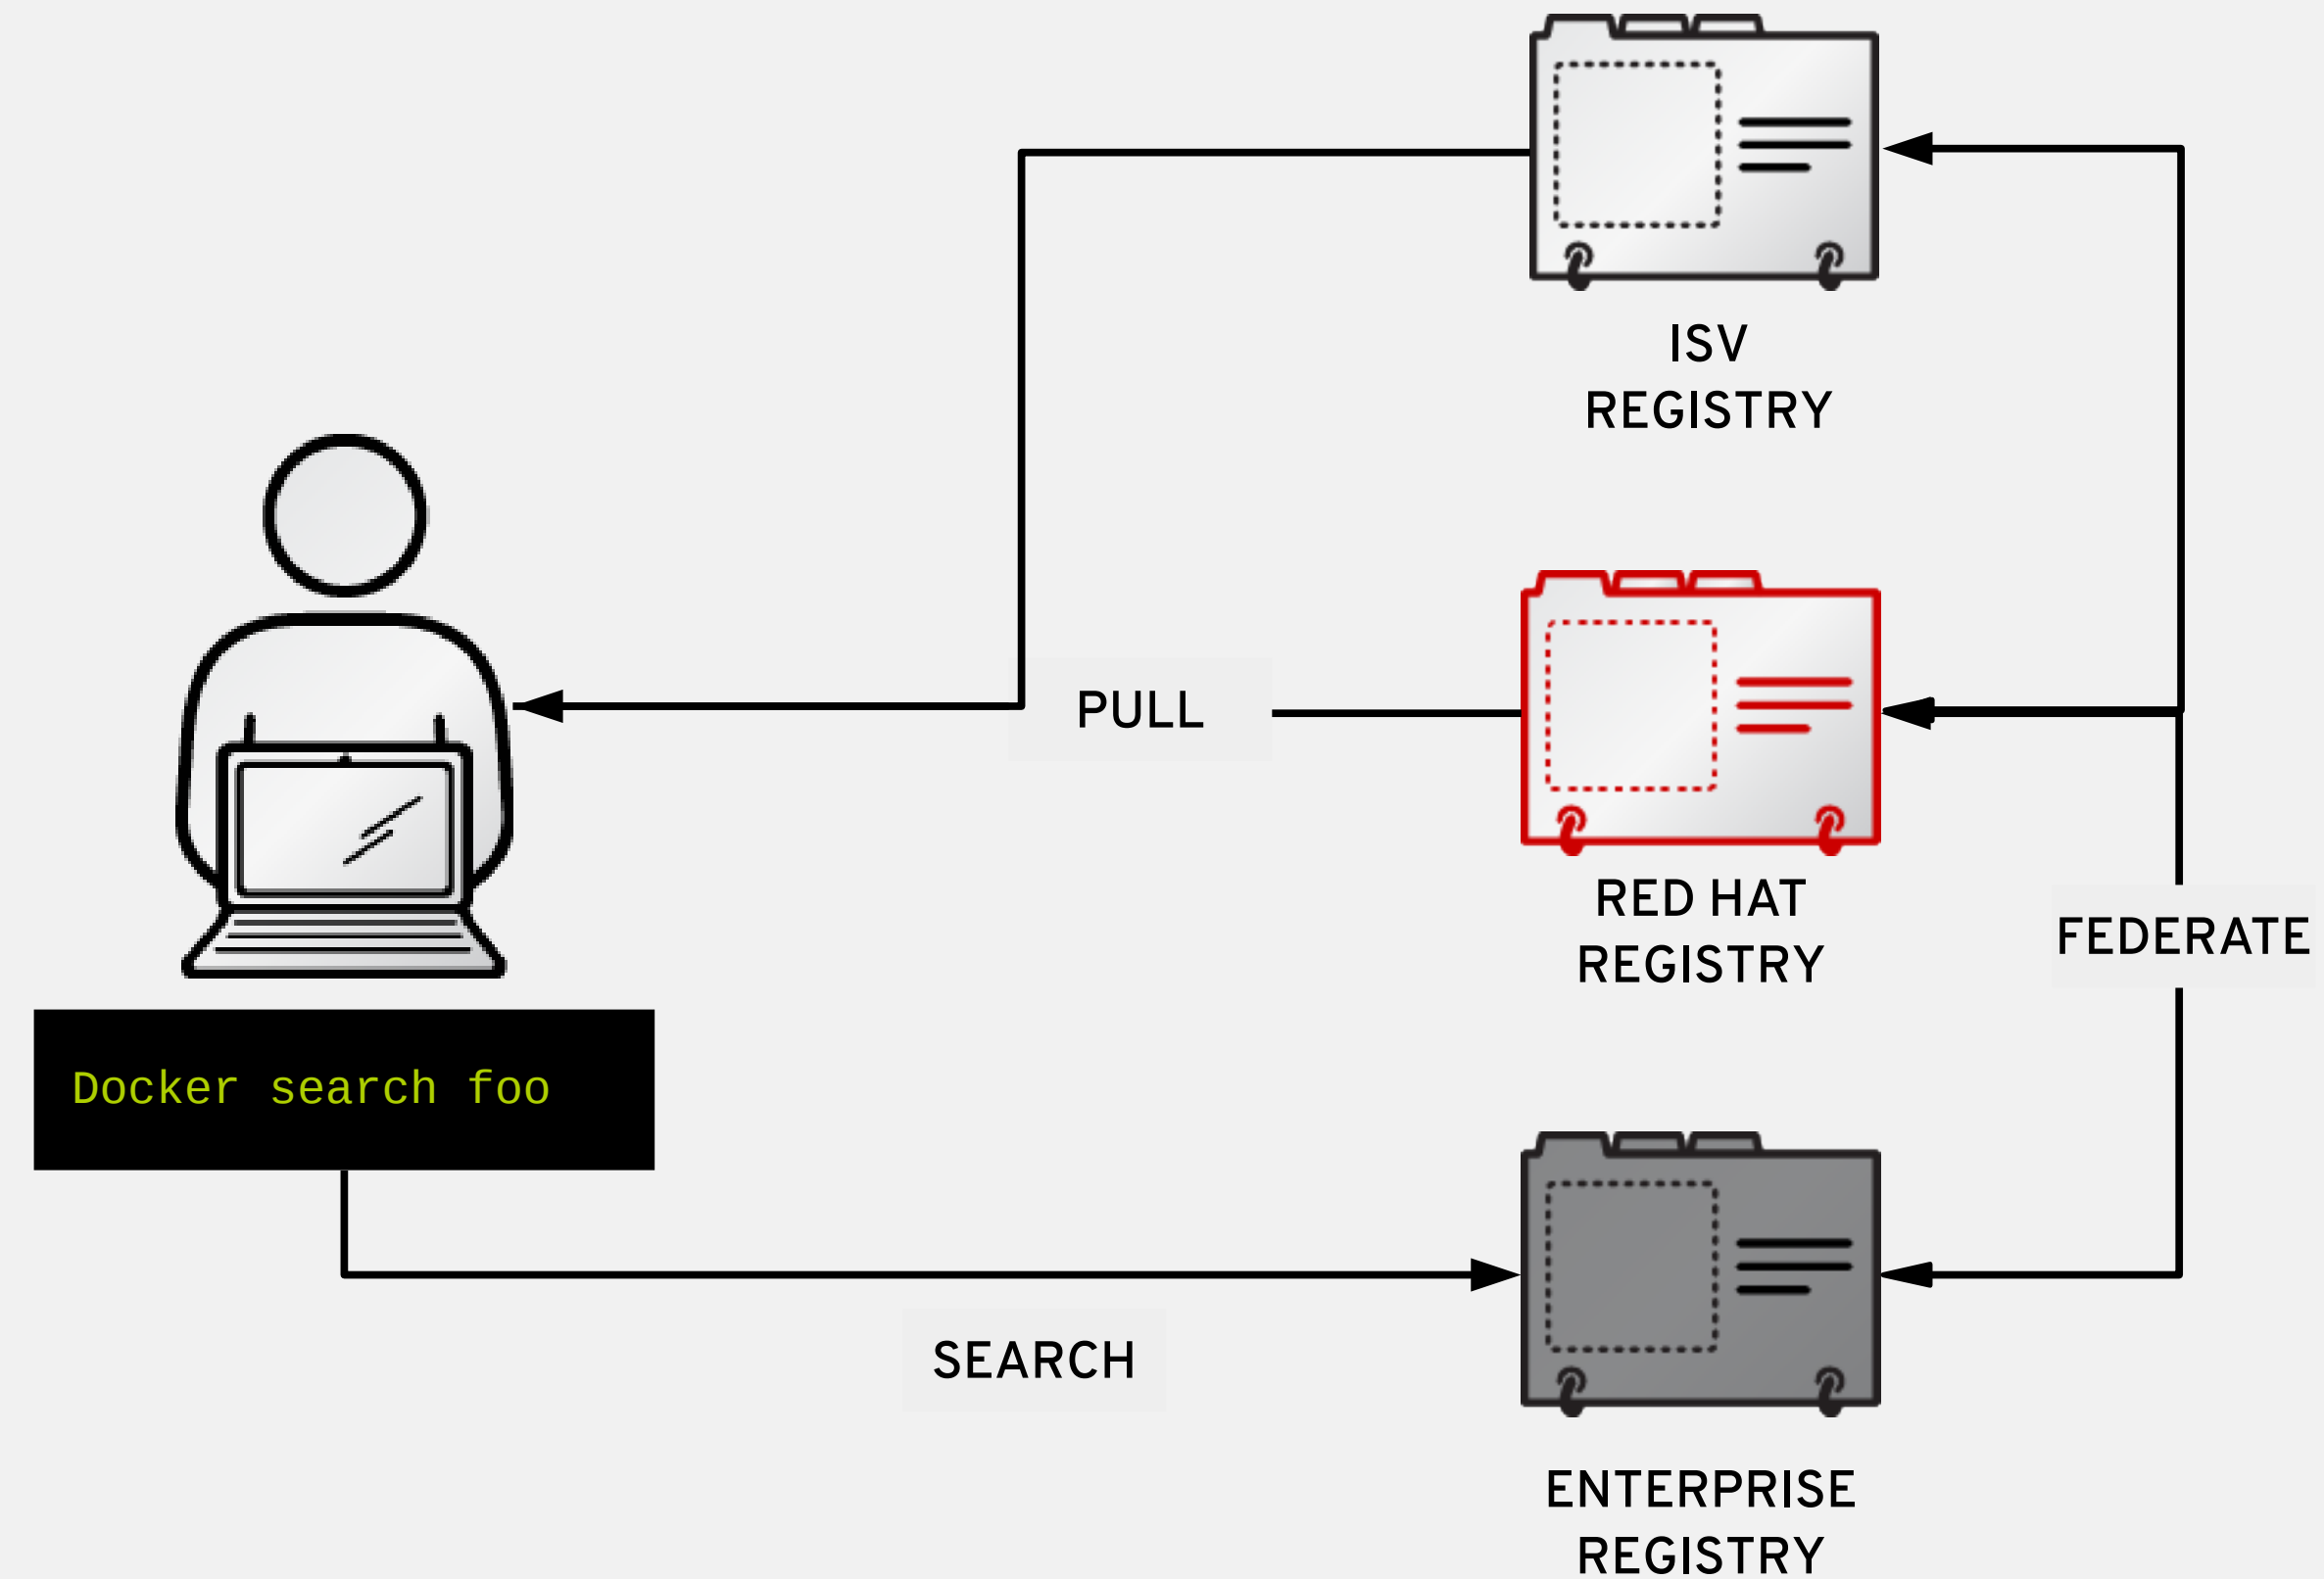 ISV
REGISTRY
PULL
RED HAT
REGISTRY
FEDERATE
Docker search foo
SEARCH
ENTERPRISE
REGISTRY